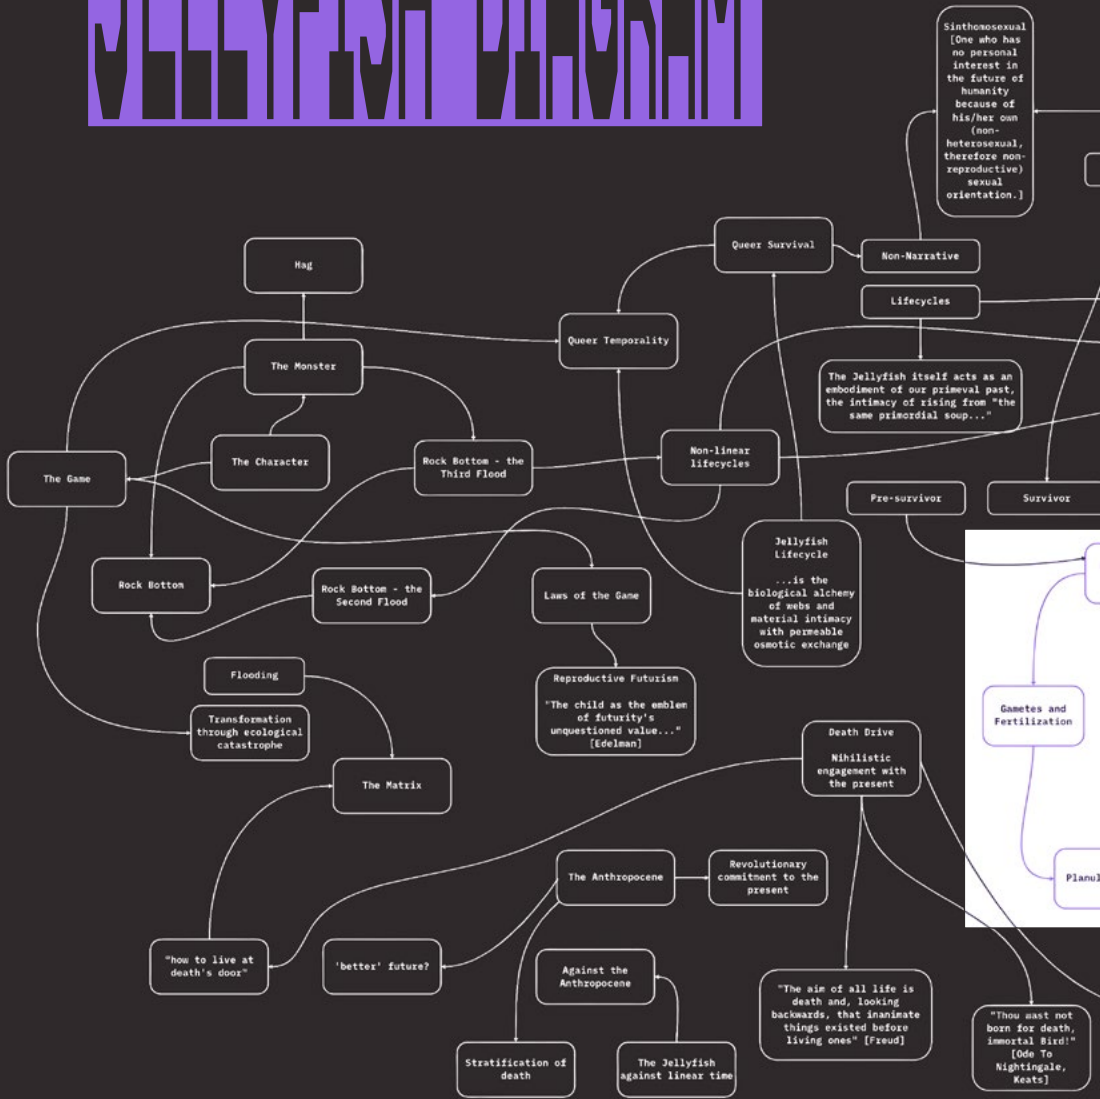 JELLYFISH DIAGRAM
Sinthomosexual
[One who has
no personal
interest in
the future of
humanity
because of
his/her own
(non-
heterosexual,
therefore non-
reproductive)
sexual
orientation.]
Queer Survival
Non-Narrative
Hag
Lifecycles
Queer Temporality
The Monster
The Jellyfish itself acts as an
embodiment of our primeval past,
the intimacy of rising from "the
same primordial soup..."
The Character
Rock Bottom - the
Third Flood
Non-linear
lifecycles
The Game
Pre-survivor
Survivor
Jellyfish
Lifecycle
...is the
biological alchemy
of webs and
material intimacy
with permeable
osmotic exchange
Rock Bottom
Rock Bottom - the
Second Flood
Laws of the Game
Flooding
Reproductive Futurism
"The child as the emblem
of futurity's
unquestioned value..."
[Edelman]
Transformation
through ecological
catastrophe
Gametes and
Fertilization
Death Drive
Nihilistic
engagement with
the present
The Matrix
The Anthropocene
Revolutionary
commitment to the
present
Planul
"how to live at
death's door"
'better' future?
Against the
Anthropocene
"The aim of all life is
death and, looking
backwards, that inanimate
things existed before
living ones" [Freud]
"Thou wast not
born for death,
immortal Bird!"
[Ode To
Nightingale,
Keats]
Stratification of
death
The Jellyfish
against linear time